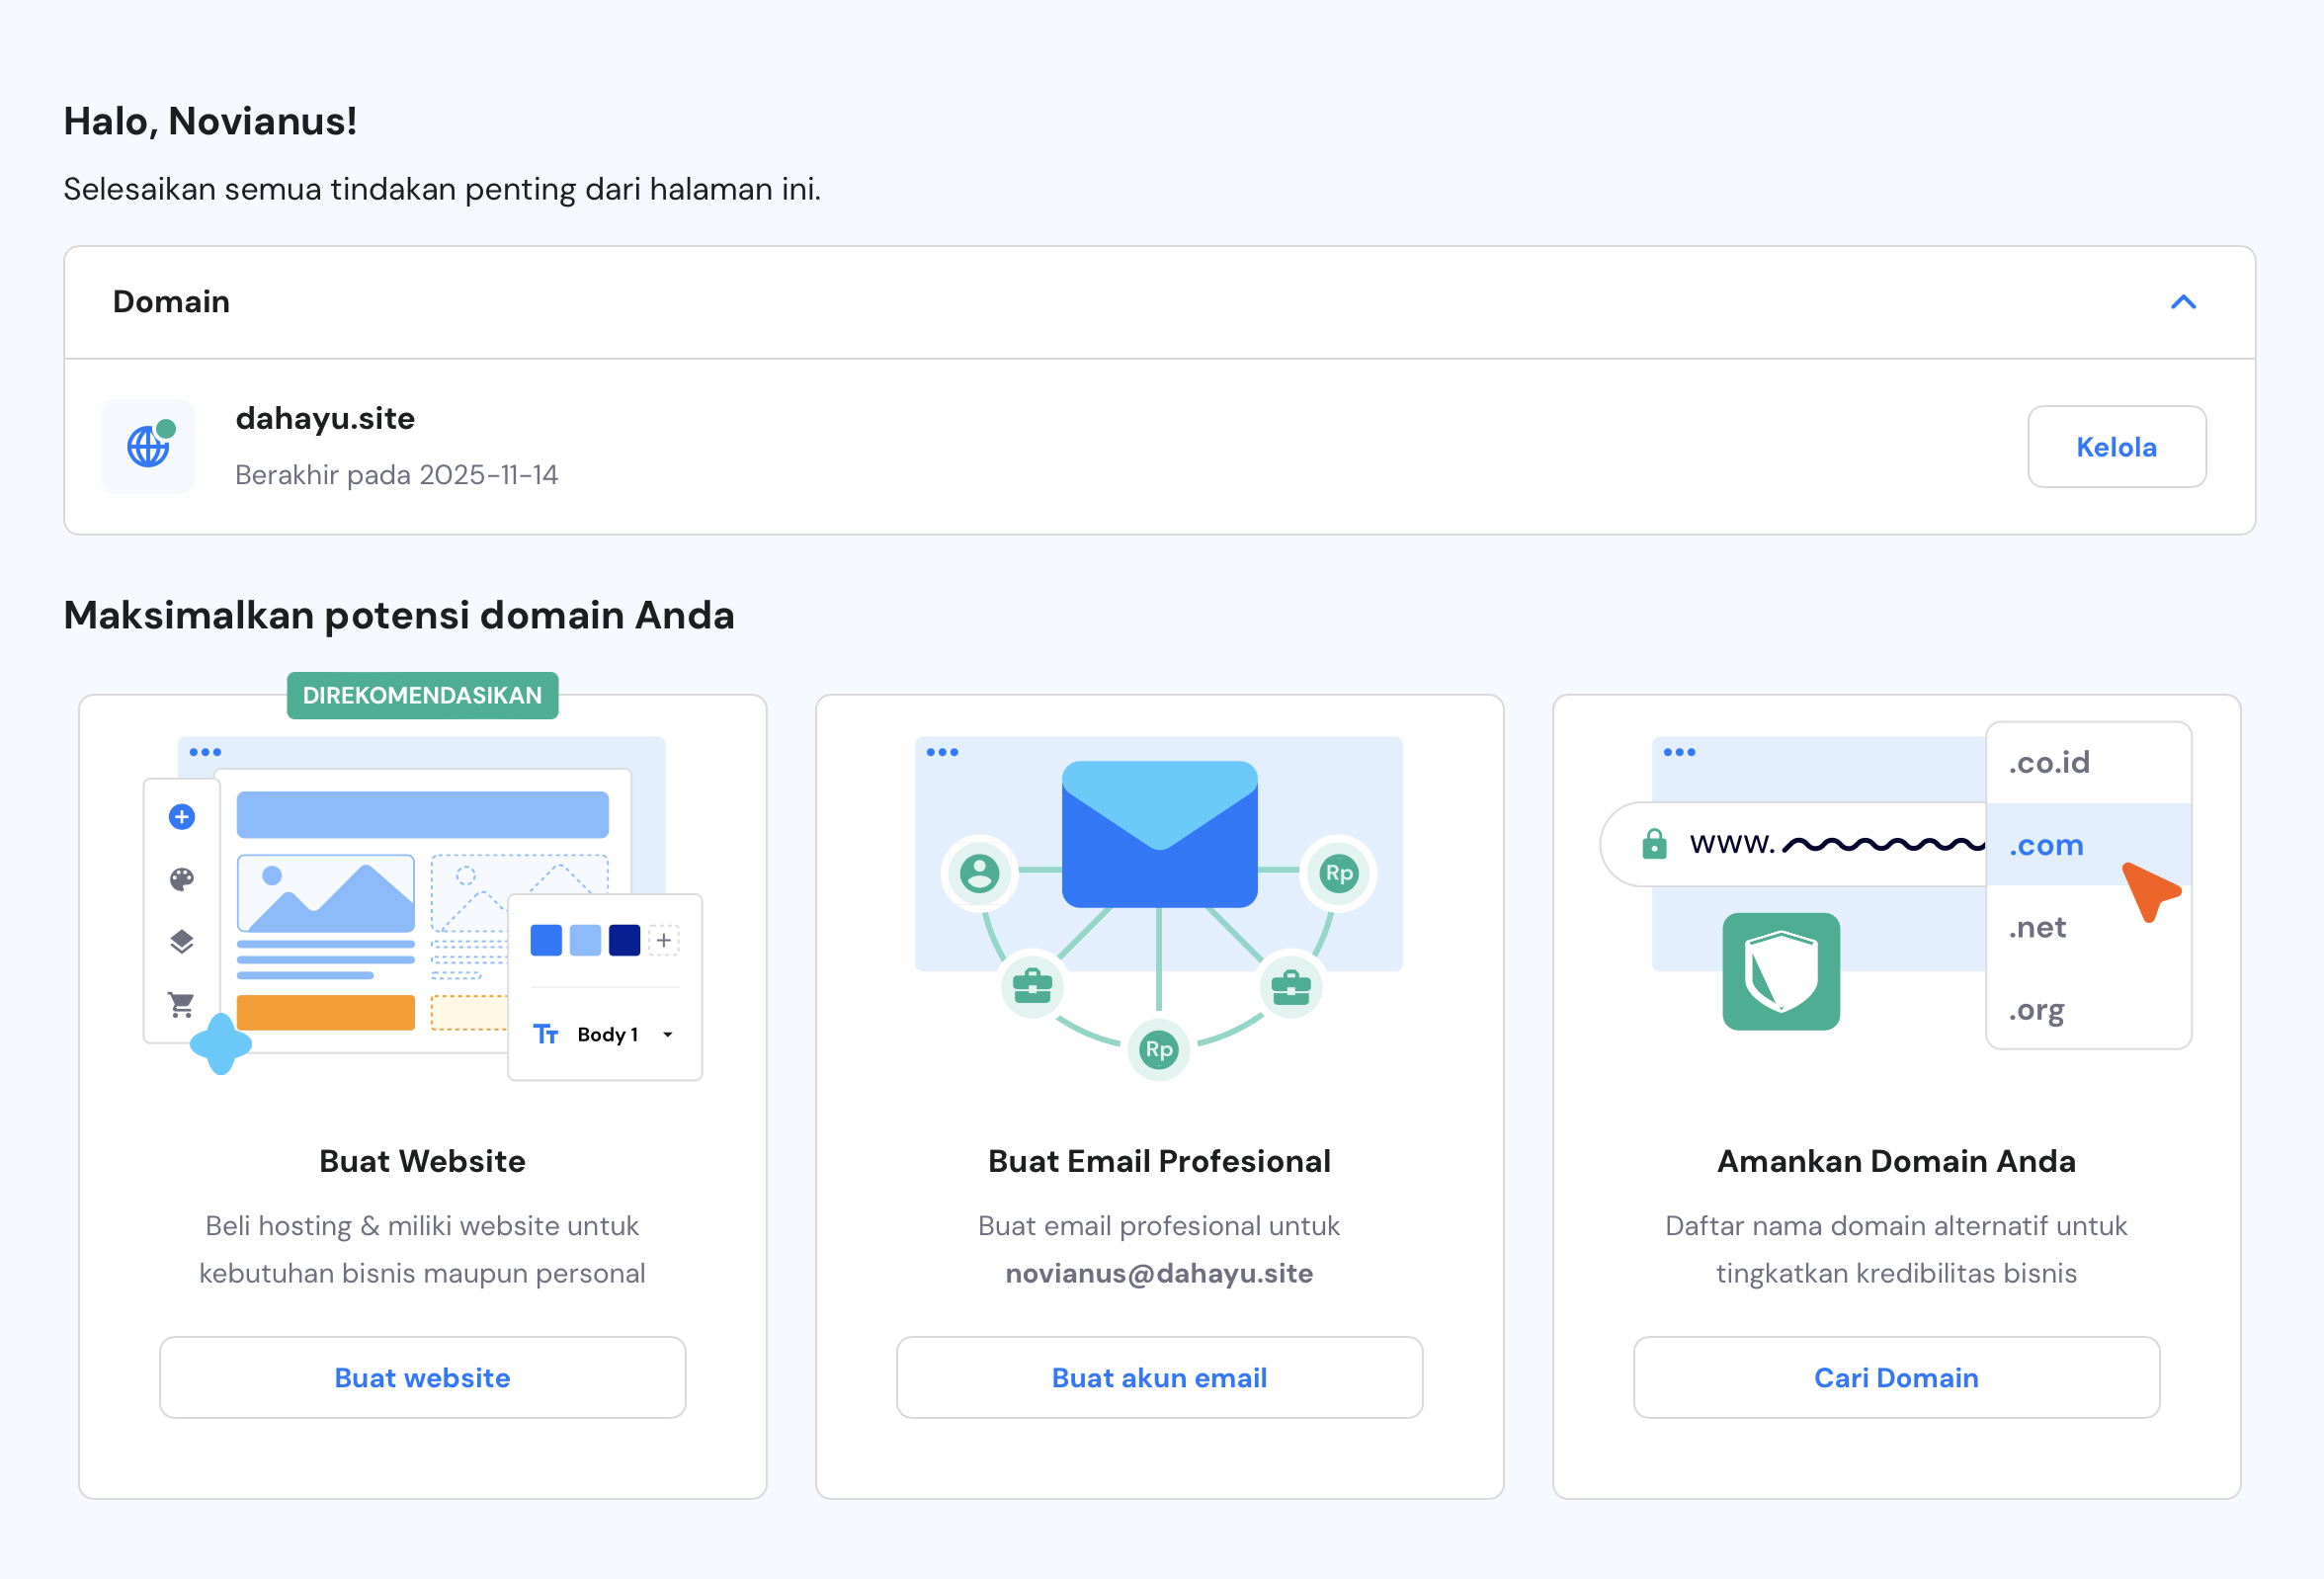 Halo, Novianus!
Selesaikan semua tindakan penting dari halaman ini.
Domain
dahayu.site
Berakhir pada 2025-11-14
Kelola
Maksimalkan potensi domain Anda
DIREKOMENDASIKAN
Body 1
Buat Website
Beli hosting & miliki website untuk
kebutuhan bisnis maupun personal
Buat website
Rp
Rp
Buat Email Profesional
Buat email profesional untuk
novianus@dahayu.site
Buat akun email
.co.id
www.
.com
.net
.org
Amankan Domain Anda
Daftar nama domain alternatif untuk
tingkatkan kredibilitas bisnis
Cari Domain